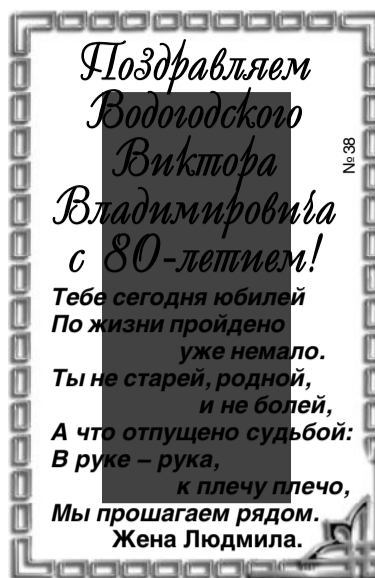 Поздравляем
Водогодского
Виктора
Владимировича
с 80-летием!
№ 38
Тебе сегодня юбилей
По жизни пройдено
уже немало.
Ты не старей, родной,
и не болей,
А что отпущено судьбой:
В руке – рука,
к плечу плечо,
Мы прошагаем рядом.
Жена Людмила.